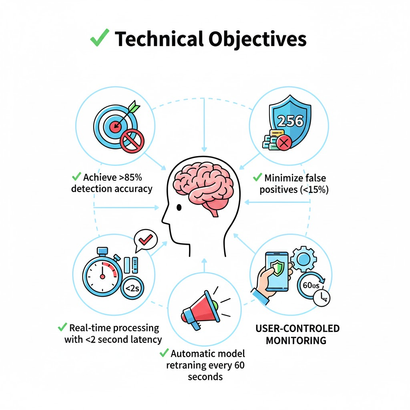 Technical Objectives
256
Achieve >85%
detection accuracy
Minimize false
positives (<15%)
<2s
60s
Real-time processing
with <2 second latency
USER-CONTROLED
MONITORING
Automatic model
retraning every 60
seconds